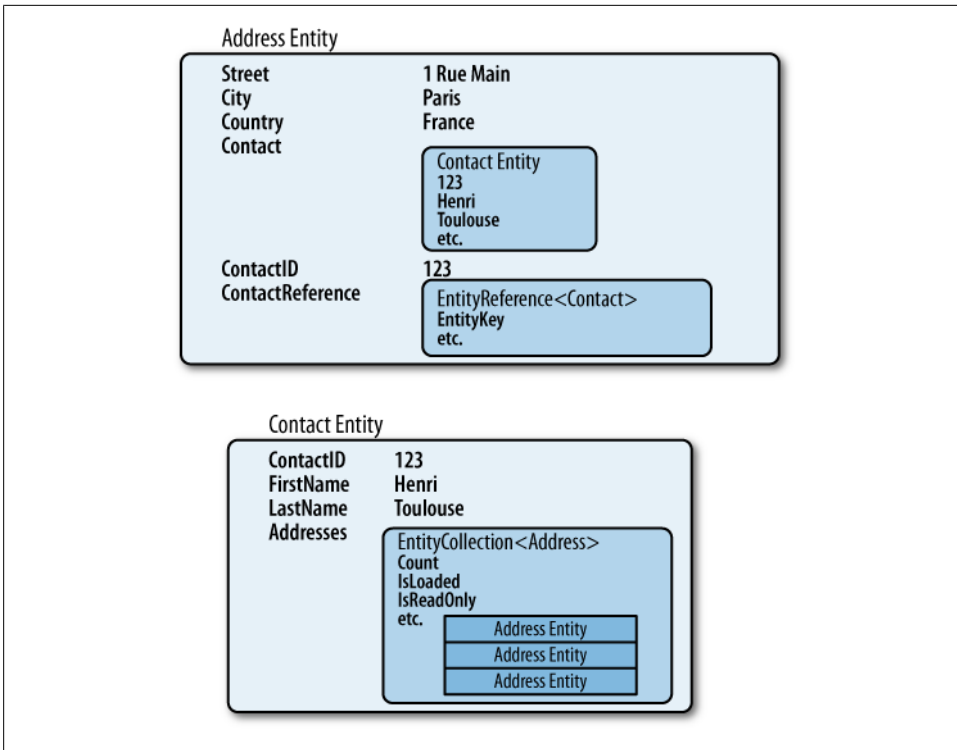 Address Entity
Street 1 Rue Main
City Paris
Country France
Contact
Contact Entity
123
Henri
Toulouse
etc.
ContactID 123
ContactReference
EntityReference<Contact>
EntityKey
etc.
Contact Entity
ContactID 123
FirstName Henri
LastName Toulouse
Addresses
EntityCollection<Address>
Count
IsLoaded
IsReadOnly
etc.
Address Entity
Address Entity
Address Entity